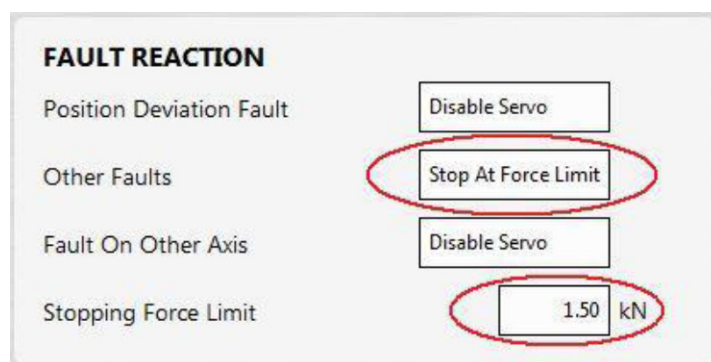 FAULT REACTION
Position Deviation Fault Disable Servo
Other Faults Stop At Force Limit
Fault On Other Axis Disable Servo
Stopping Force Limit 1.50 kN